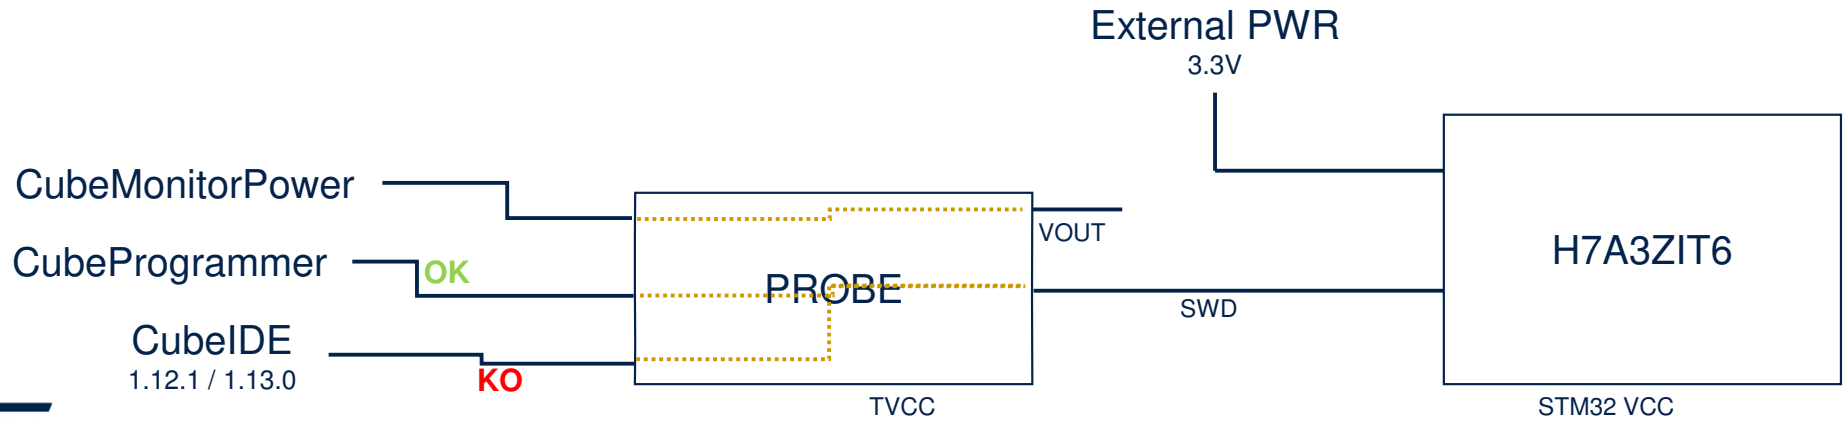 External PWR
3.3V
CubeMonitorPower
VOUT
CubeProgrammer
OK
PROBE
H7A3ZIT6
SWD
CubeIDE
1.12.1 / 1.13.0
KO
TVCC
STM32 VCC